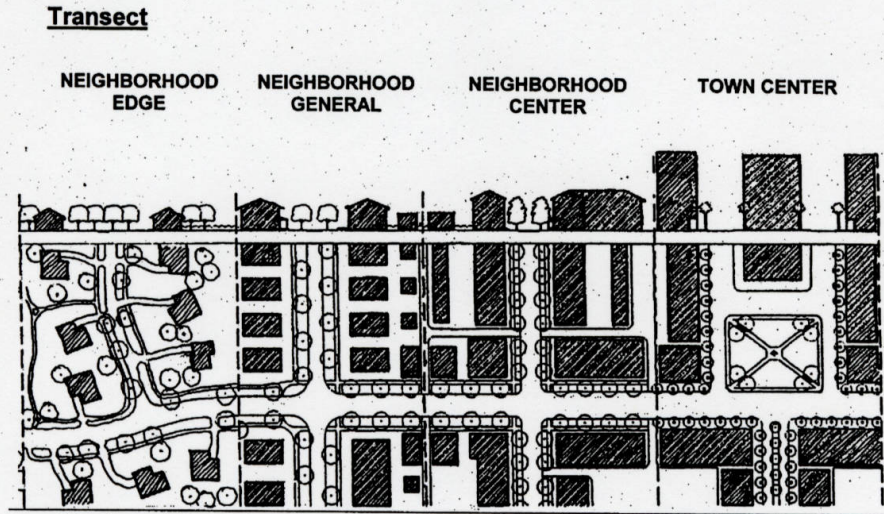 Transect
NEIGHBORHOOD
EDGE
NEIGHBORHOOD
GENERAL
NEIGHBORHOOD
CENTER
TOWN CENTER